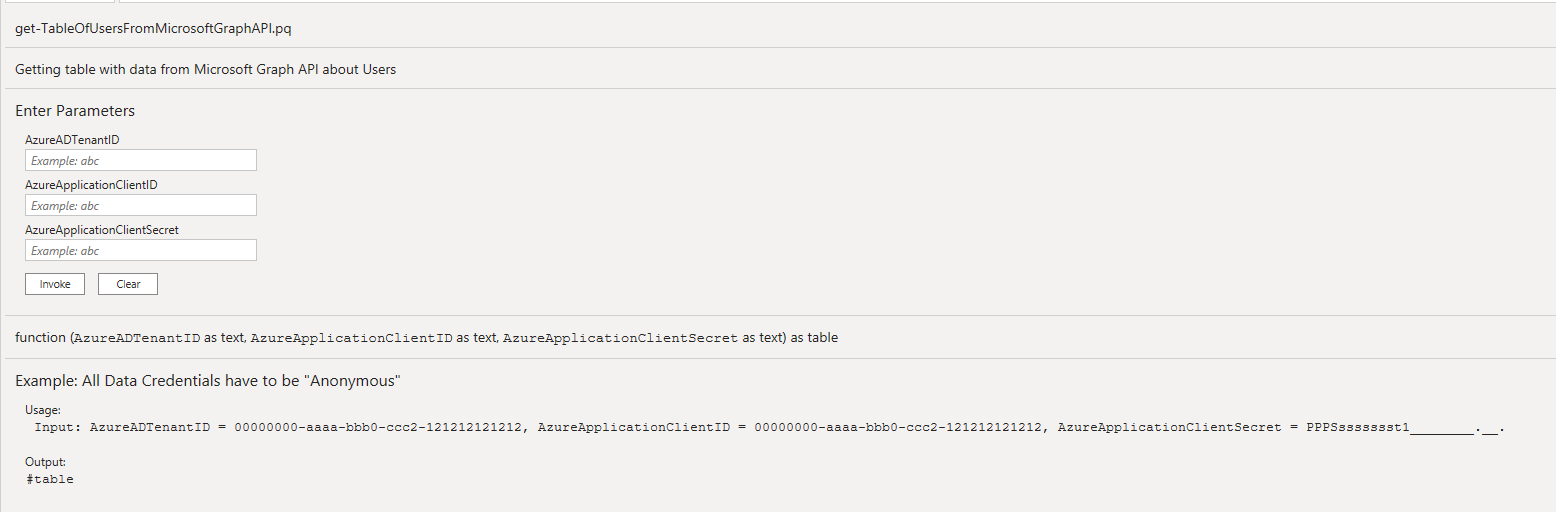 get-TableOfUsersFromMicrosoftGraphAPI.pq
Getting table with data from Microsoft Graph API about Users
Enter Parameters
AzureADTenantID
Example: abc
AzureApplicationClientID
Example: abc
AzureApplicationClientSecret
Example: abc
Invoke Clear
function (AzureADTenantID as text, AzureApplicationClientID as text, AzureApplicationClientSecret as text) as table
Example: All Data Credentials have to be "Anonymous"
Usage:
Input: AzureADTenantID = 00000000-aaaa-bbb0-ccc2-121212121212, AzureApplicationClientID = 00000000-aaaa-bbb0-ccc2-121212121212, AzureApplicationClientSecret = PPPSssssssst1________.__.
Output:
#table